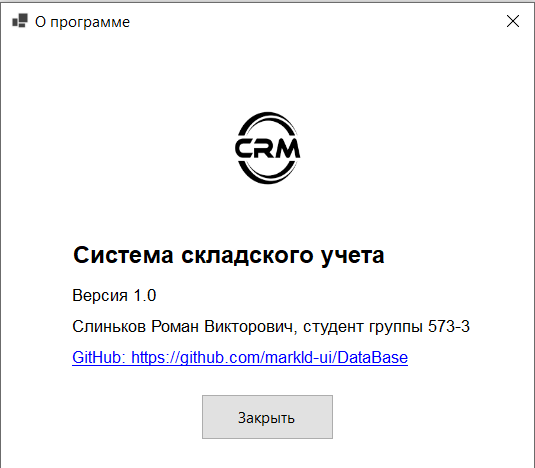 О программе
CRM
Система складского учета
Версия 1.0
Слиньков Роман Викторович, студент группы 573-3
GitHub: https://github.com/markld-ui/DataBase
Закрыть